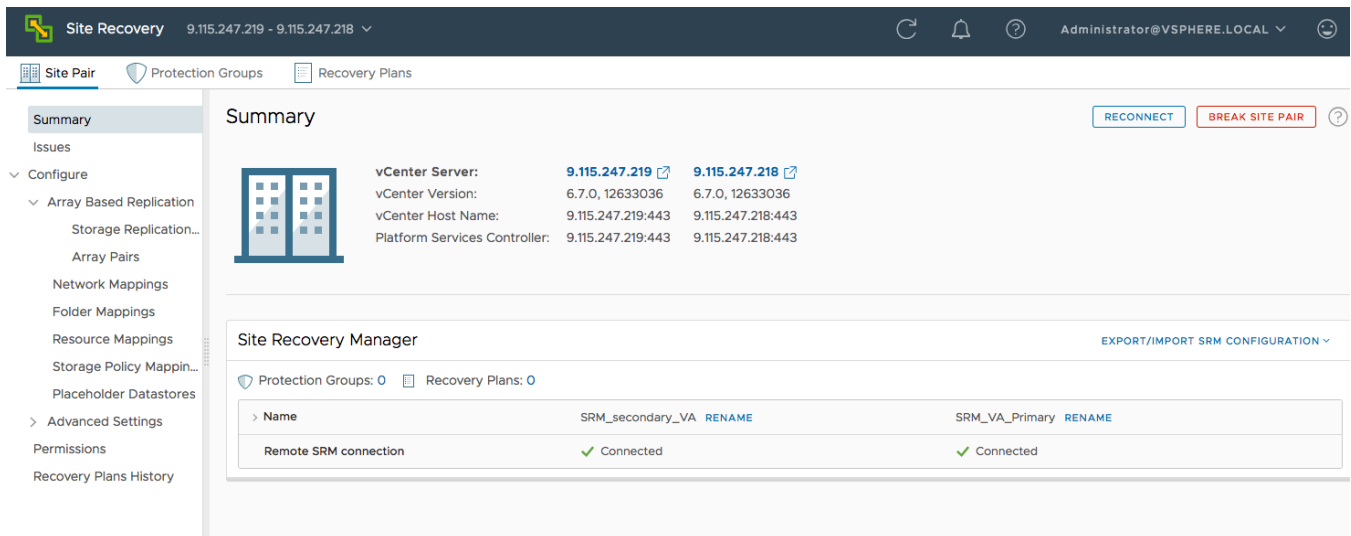 Site Recovery 9.115.247.219 - 9.115.247.218 Administrator@VSPHERE.LOCAL
Site Pair Protection Groups Recovery Plans
Summary
Issues
Configure
Array Based Replication
Storage Replication...
Array Pairs
Network Mappings
Folder Mappings
Resource Mappings
Storage Policy Mappin...
Placeholder Datastores
Advanced Settings
Permissions
Recovery Plans History
Summary RECONNECT BREAK SITE PAIR
vCenter Server: 9.115.247.219 9.115.247.218
vCenter Version: 6.7.0, 12633036 6.7.0, 12633036
vCenter Host Name: 9.115.247.219:443 9.115.247.218:443
Platform Services Controller: 9.115.247.219:443 9.115.247.218:443
Site Recovery Manager EXPORT/IMPORT SRM CONFIGURATION
Protection Groups: 0 Recovery Plans: 0
Name SRM_secondary_VA RENAME SRM_VA_Primary RENAME
Remote SRM connection Connected Connected